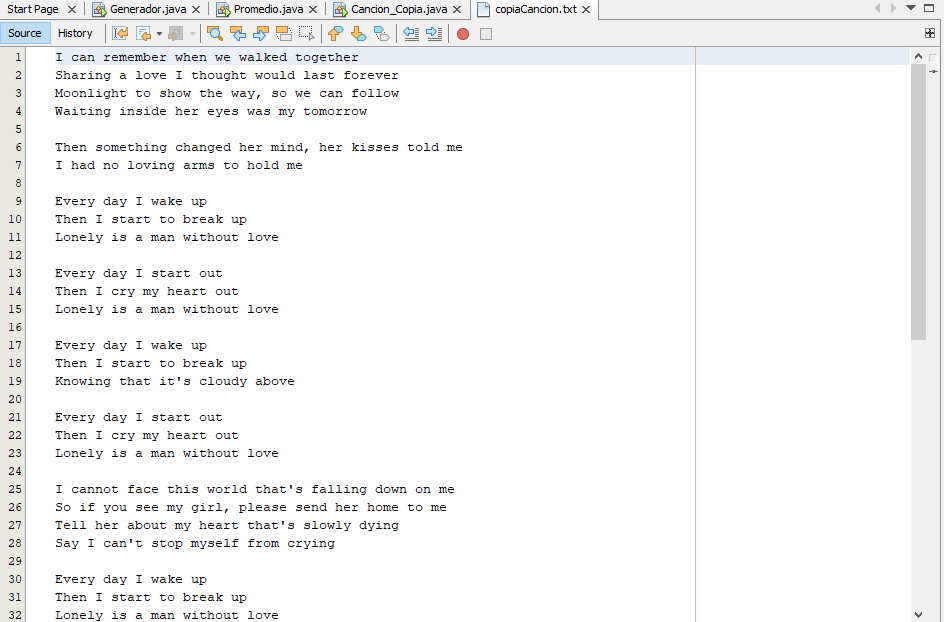 Start Page Generador.java Promedio.java Cancion_Copia.java copiaCancion.txt
Source History
1 I can remember when we walked together
2 Sharing a love I thought would last forever
3 Moonlight to show the way, so we can follow
4 Waiting inside her eyes was my tomorrow
5
6 Then something changed her mind, her kisses told me
7 I had no loving arms to hold me
8
9 Every day I wake up
10 Then I start to break up
11 Lonely is a man without love
12
13 Every day I start out
14 Then I cry my heart out
15 Lonely is a man without love
16
17 Every day I wake up
18 Then I start to break up
19 Knowing that it's cloudy above
20
21 Every day I start out
22 Then I cry my heart out
23 Lonely is a man without love
24
25 I cannot face this world that's falling down on me
26 So if you see my girl, please send her home to me
27 Tell her about my heart that's slowly dying
28 Say I can't stop myself from crying
29
30 Every day I wake up
31 Then I start to break up
32 Lonely is a man without love